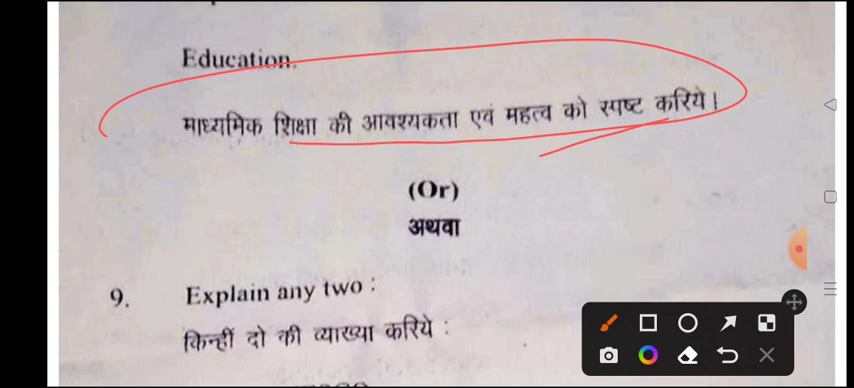 Education.
माध्यमिक शिक्षा की आवश्यकता एवं महत्व को स्पष्ट करिये।
(Or)
अथवा
9. Explain any two :
किन्हीं दो की व्याख्या करिये :